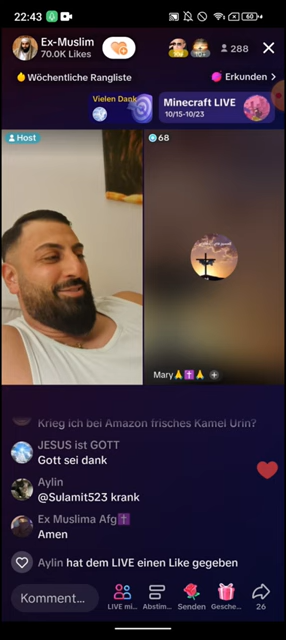 22:43
60
Ex-Muslim
70.0K Likes
288
Wöchentliche Rangliste
Erkunden >
Vielen Dank
Minecraft LIVE
10/15-10/23
Host
68
Mary🙏✝️🙏
Krieg ich bei Amazon frisches Kamel Urin?
JESUS ist GOTT
Gott sei dank
Aylin
@Sulamit523 krank
Ex Muslima Afg✝️
Amen
Aylin hat dem LIVE einen Like gegeben
Komment...
LIVE mi...
Abstim...
Senden
Gesche...
26